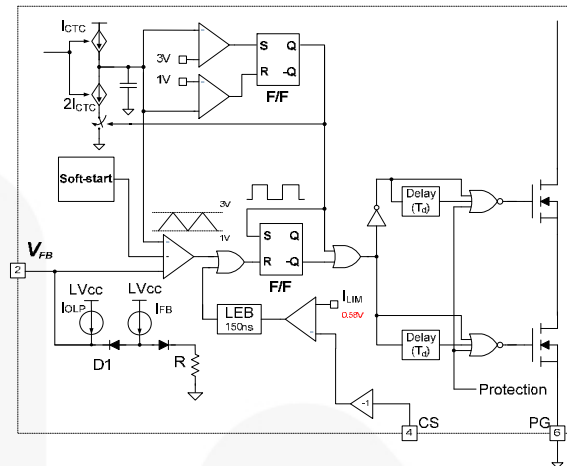 ICTC
3V
1V
S Q
R -Q
F/F
2ICTC
Soft-start
3V
1V
S Q
R -Q
F/F
Delay
(Td)
VFB
2
LVcc
LVcc
IOLP
IFB
D1
R
LEB
150ns
ILIM
0.58V
-1
Delay
(Td)
Protection
CS
4
PG
6